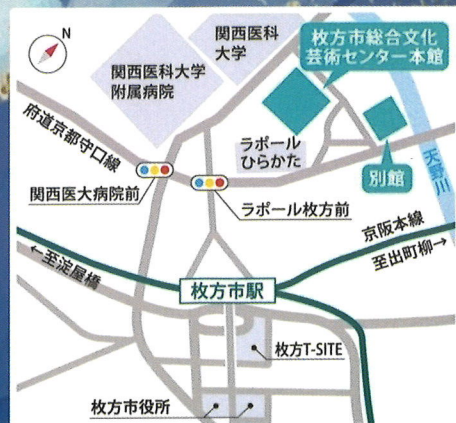 N
関西医科
大学
関西医科大学
附属病院
枚方市総合文化
芸術センター本館
府道京都守口線
ラポール
ひらかた
別館
天野川
関西医大病院前
ラポール枚方前
京阪本線
至出町柳→
←至淀屋橋
枚方市駅
枚方T-SITE
枚方市役所